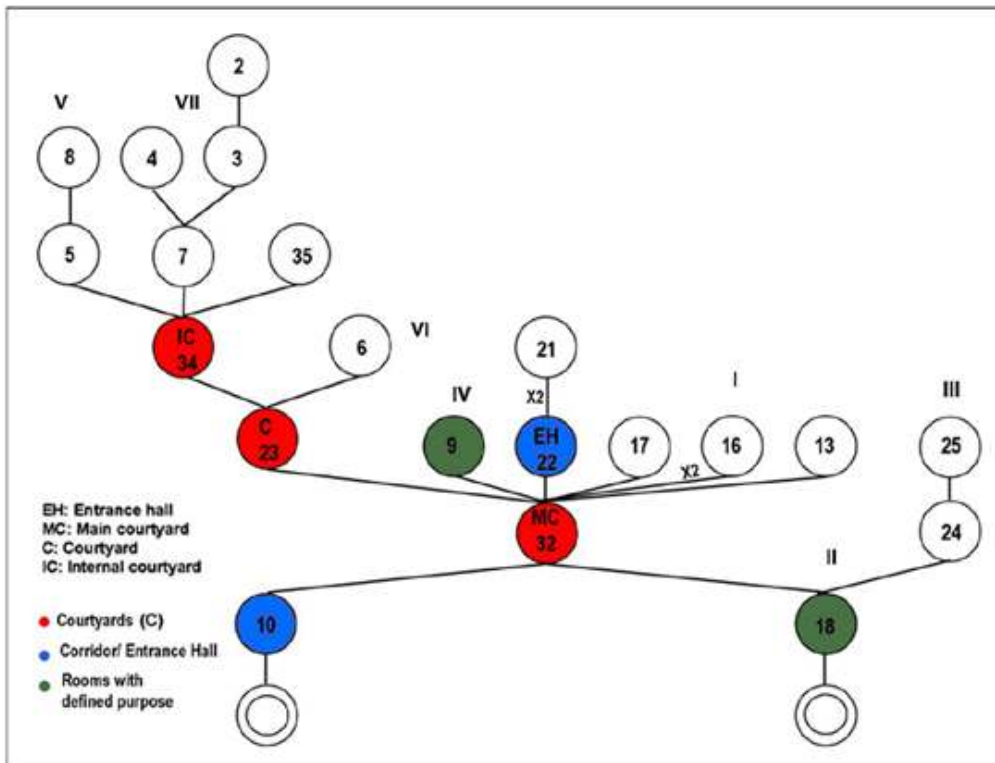 2
V
VII
8
4
3
5
7
35
IC
34
6
VI
21
X2
I
IV
III
C
23
9
EH
22
17
16
X2
13
25
EH: Entrance hall
MC: Main courtyard
C: Courtyard
IC: Internal courtyard
MC
32
24
II
Courtyards (C)
Corridor/ Entrance Hall
Rooms with
defined purpose
10
18